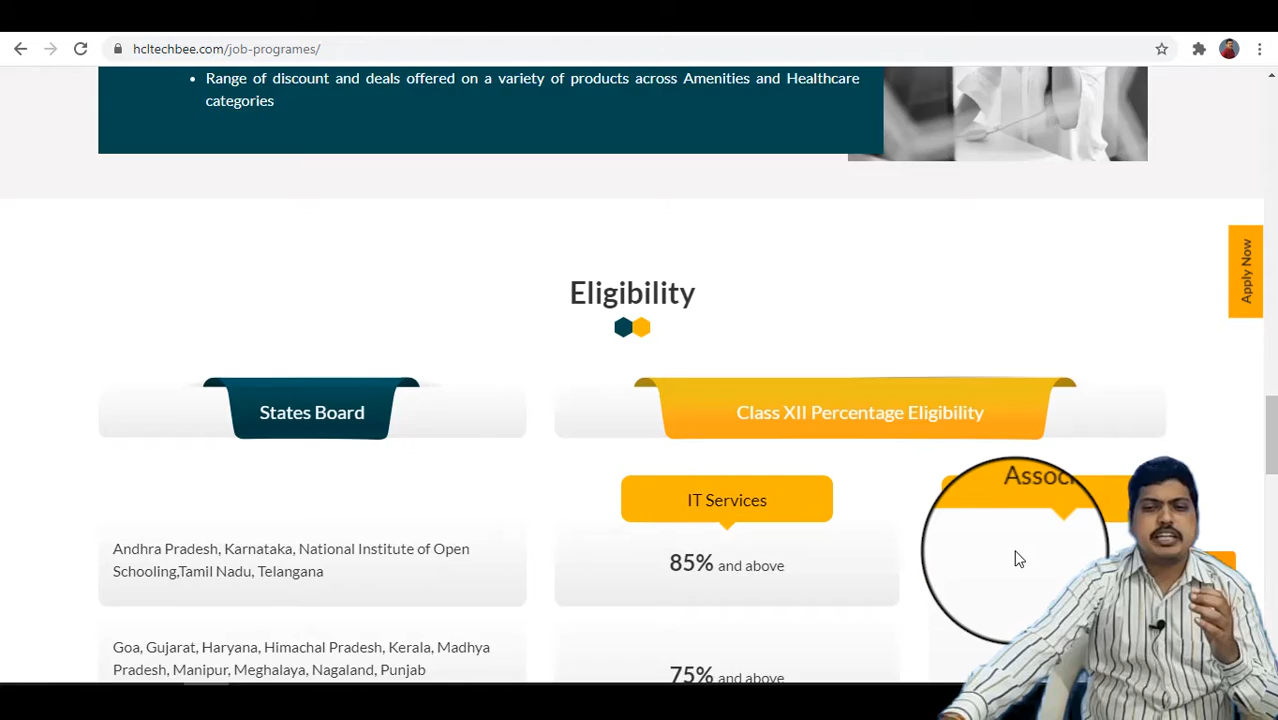 hcltechbee.com/job-programes/
• Range of discount and deals offered on a variety of products across Amenities and Healthcare
categories
Apply Now
Eligibility
States Board
Class XII Percentage Eligibility
IT Services
Andhra Pradesh, Karnataka, National Institute of Open
Schooling,Tamil Nadu, Telangana
85% and above
Goa, Gujarat, Haryana, Himachal Pradesh, Kerala, Madhya
Pradesh, Manipur, Meghalaya, Nagaland, Punjab
75% and above